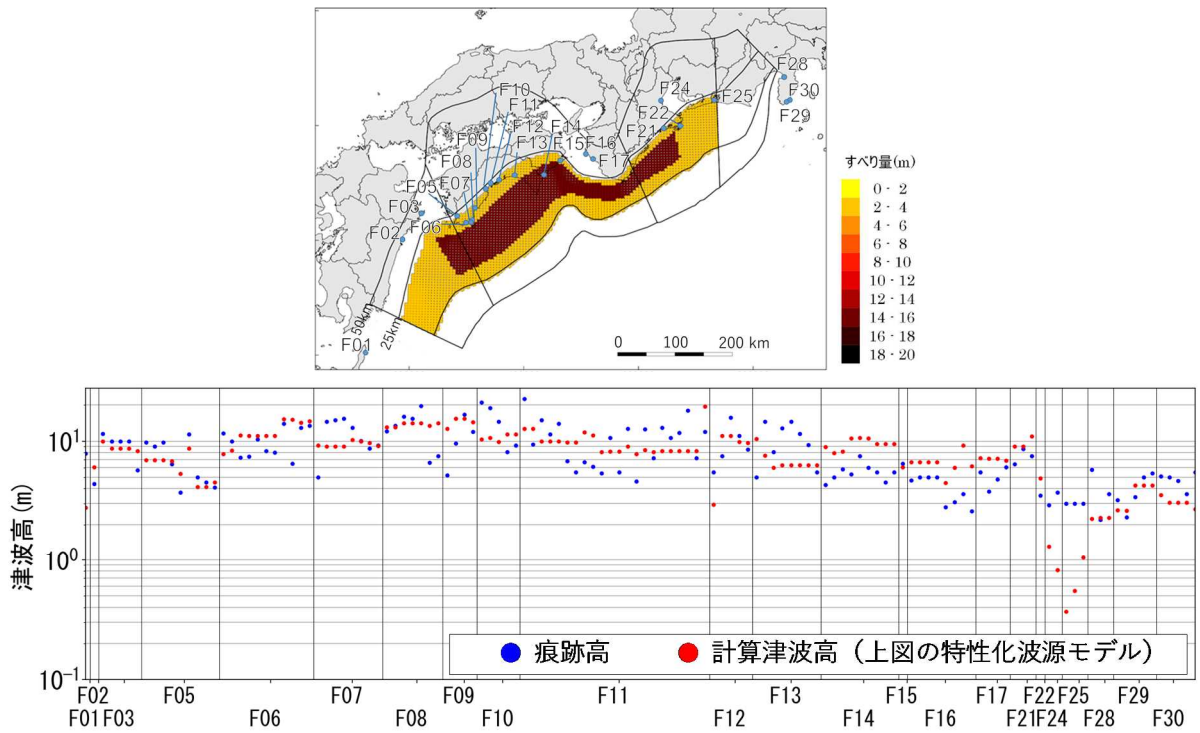 F28
F10
F24
F30
F11
F25
F29
F12
F14
F22
F09
F13
F15
F16
F21
F08
F17
F05
F07
F03
F06
F02
50km
25km
F01
0 100 200 km
すべり量(m)
0 - 2
2 - 4
4 - 6
6 - 8
8 - 10
10 - 12
12 - 14
14 - 16
16 - 18
18 - 20
津波高(m)
10¹
10⁰
10⁻¹
痕跡高
計算津波高（上図の特性化波源モデル）
F02 F05 F07 F09 F11 F13 F15 F17 F22 F25 F29
F01 F03 F06 F08 F10 F12 F14 F16 F21 F24 F28 F30